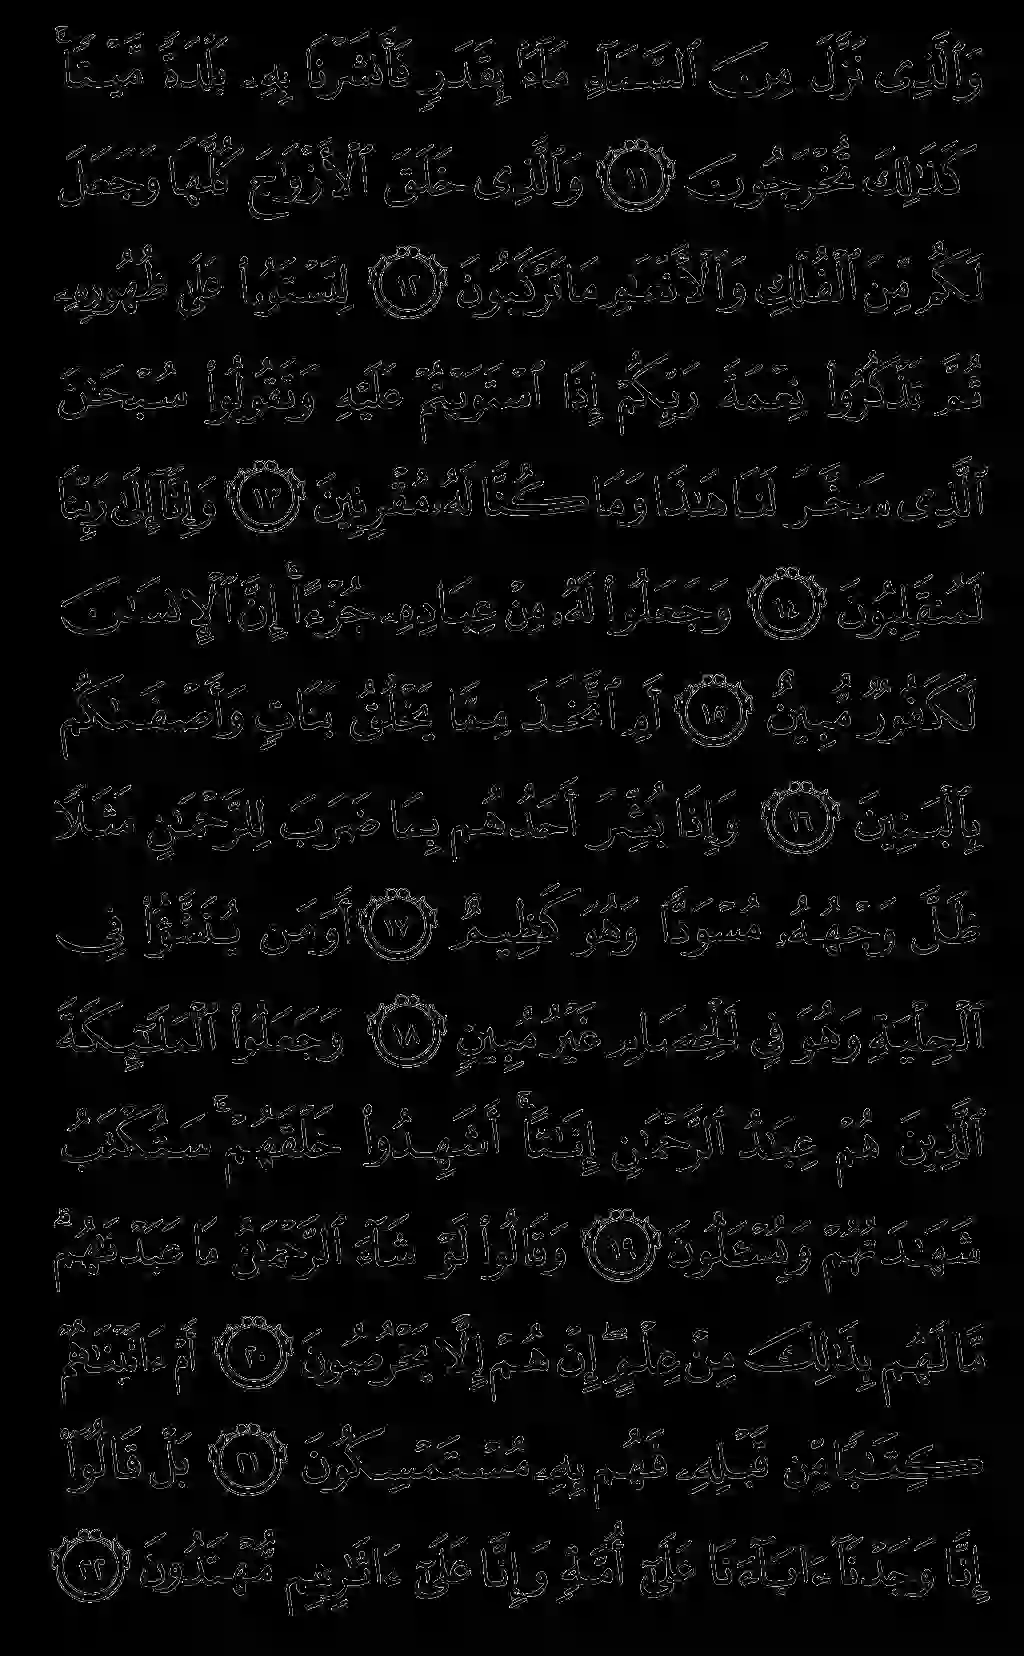 وَٱلَّذِى نَزَّلَ مِنَ ٱلسَّمَآءِ مَآءًۢ بِقَدَرٍ فَأَنشَرْنَا بِهِۦ بَلْدَةً مَّيْتًا ۚ
كَذَٰلِكَ تُخْرَجُونَ ١١ وَٱلَّذِى خَلَقَ ٱلْأَزْوَٰجَ كُلَّهَا وَجَعَلَ
لَكُم مِّنَ ٱلْفُلْكِ وَٱلْأَنْعَٰمِ مَا تَرْكَبُونَ ١٢ لِتَسْتَوُۥا۟ عَلَىٰ ظُهُورِهِۦ
ثُمَّ تَذْكُرُوا۟ نِعْمَةَ رَبِّكُمْ إِذَا ٱسْتَوَيْتُمْ عَلَيْهِ وَتَقُولُوا۟ سُبْحَٰنَ
ٱلَّذِى سَخَّرَ لَنَا هَٰذَا وَمَا كُنَّا لَهُۥ مُقْرِنِينَ ١٣ وَإِنَّآ إِلَىٰ رَبِّنَا
لَمُنقَلِبُونَ ١٤ وَجَعَلُوا۟ لَهُۥ مِنْ عِبَادِهِۦ جُزْءًا ۚ إِنَّ ٱلْإِنسَٰنَ
لَكَفُورٌ مُّبِينٌ ١٥ أَمِ ٱتَّخَذَ مِمَّا يَخْلُقُ بَنَاتٍ وَأَصْفَىٰكُم
بِٱلْبَنِينَ ١٦ وَإِذَا بُشِّرَ أَحَدُهُم بِمَا ضَرَبَ لِلرَّحْمَٰنِ مَثَلًا
ظَلَّ وَجْهُهُۥ مُسْوَدًّا وَهُوَ كَظِيمٌ ١٧ أَوَمَن يُنَشَّؤُا۟ فِى
ٱلْحِلْيَةِ وَهُوَ فِى ٱلْخِصَامِ غَيْرُ مُبِينٍ ١٨ وَجَعَلُوا۟ ٱلْمَلَٰٓئِكَةَ
ٱلَّذِينَ هُمْ عِبَٰدُ ٱلرَّحْمَٰنِ إِنَٰثًا ۚ أَشَهِدُوا۟ خَلْقَهُمْ ۚ سَتُكْتَبُ
شَهَٰدَتُهُمْ وَيُسْـَٔلُونَ ١٩ وَقَالُوا۟ لَوْ شَآءَ ٱلرَّحْمَٰنُ مَا عَبَدْنَٰهُم ۗ
مَّا لَهُم بِذَٰلِكَ مِنْ عِلْمٍ ۖ إِنْ هُمْ إِلَّا يَخْرُصُونَ ٢٠ أَمْ ءَاتَيْنَٰهُمْ
كِتَٰبًا مِّن قَبْلِهِۦ فَهُم بِهِۦ مُسْتَمْسِكُونَ ٢١ بَلْ قَالُوٓا۟
إِنَّا وَجَدْنَآ ءَابَآءَنَا عَلَىٰٓ أُمَّةٍ وَإِنَّا عَلَىٰٓ ءَاثَٰرِهِم مُّهْتَدُونَ ٢٢